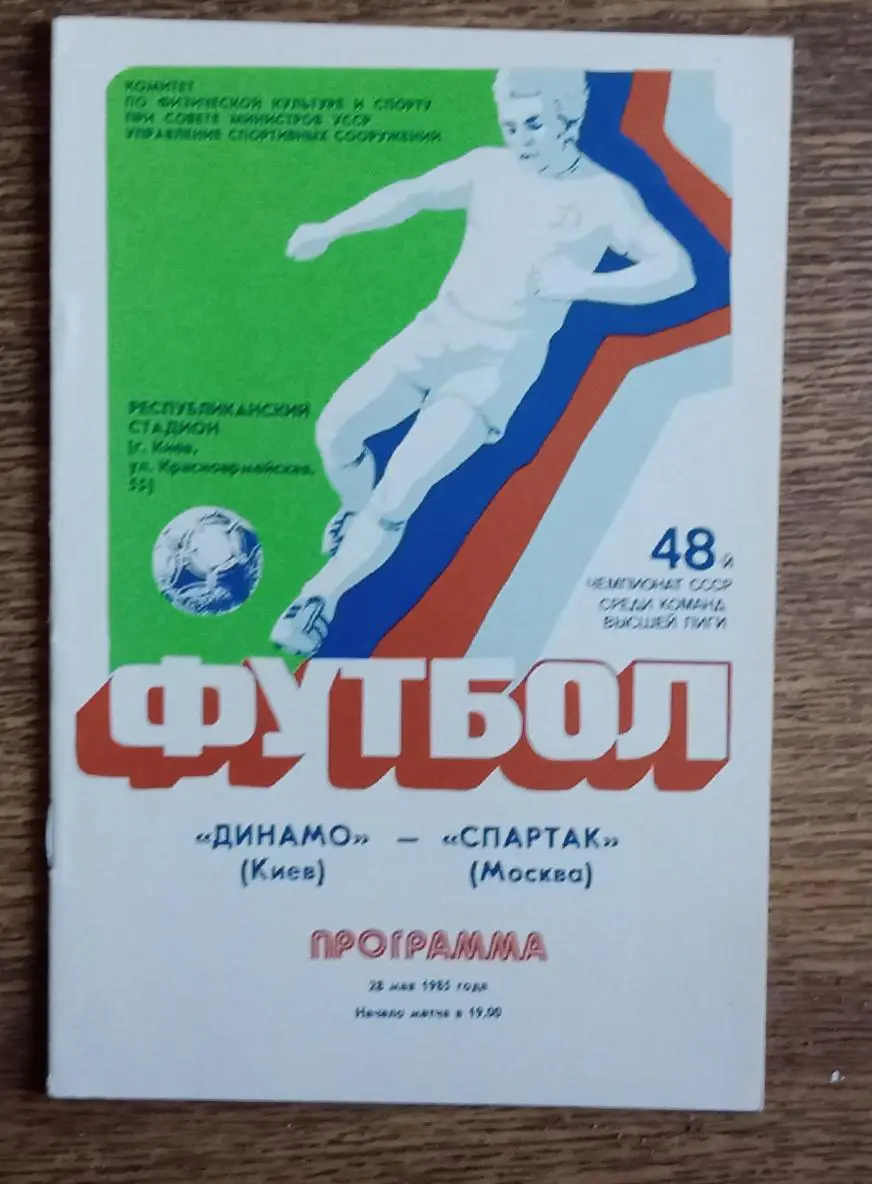 КОМИТЕТ
ПО ФИЗИЧЕСКОЙ КУЛЬТУРЕ И СПОРТУ
ПРИ СОВЕТЕ МИНИСТРОВ УССР
УПРАВЛЕНИЕ СПОРТИВНЫХ СООРУЖЕНИЙ
Д
РЕСПУБЛИКАНСКИЙ
СТАДИОН
(г. Киев,
ул. Красноармейская,
55)
48-й
ЧЕМПИОНАТ СССР
СРЕДИ КОМАНД
ВЫСШЕЙ ЛИГИ
ФУТБОЛ
«ДИНАМО» — «СПАРТАК»
(Киев) (Москва)
ПРОГРАММА
28 мая 1985 года
Начало матча в 19.00